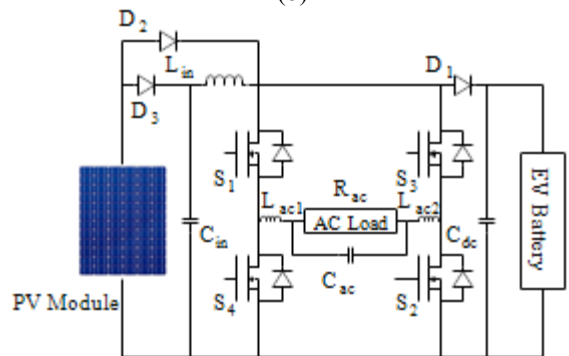 D2
Lin
D1
D3
S1
Rac
S3
Lac1
AC Load
Lac2
Cin
Cdc
EV Battery
Cac
PV Module
S4
S2